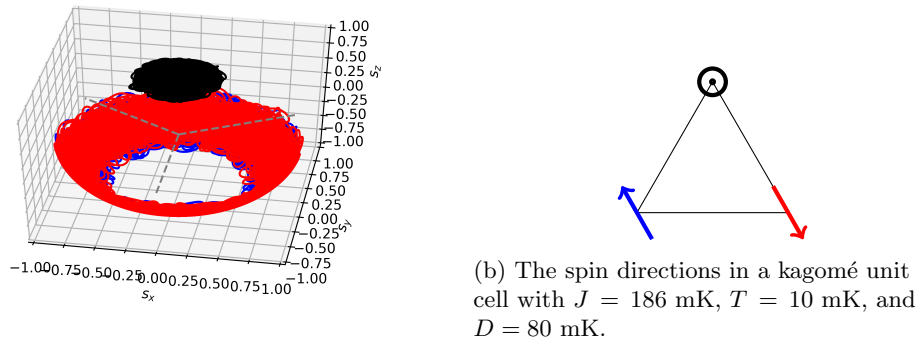 1.00
0.75
0.50
0.25
0.00
−0.25
−0.50
−0.75
−1.00
s_z
1.00
0.75
0.50
0.25
0.00
−0.25
−0.50
−0.75
−1.00
s_y
−1.00 −0.75 −0.50 −0.25 0.00 0.25 0.50 0.75 1.00
s_x
(b) The spin directions in a kagomé unit
cell with J = 186 mK, T = 10 mK, and
D = 80 mK.